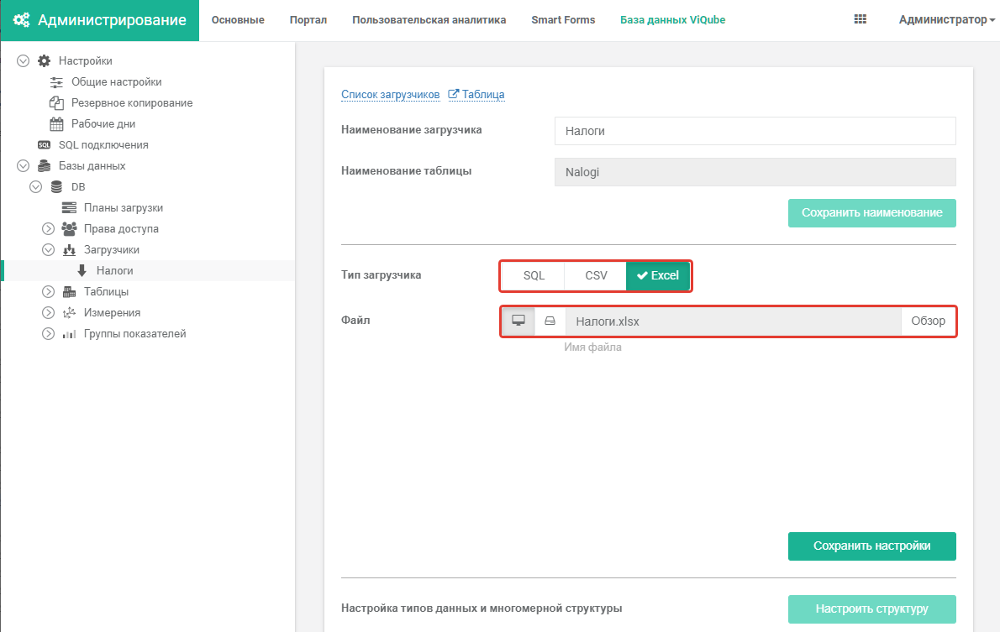 Администрирование
Основные
Портал
Пользовательская аналитика
Smart Forms
База данных ViQube
Администратор
Настройки
Общие настройки
Резервное копирование
Рабочие дни
SQL SQL подключения
Базы данных
DB
Планы загрузки
Права доступа
Загрузчики
Налоги
Таблицы
Измерения
Группы показателей
Список загрузчиков Таблица
Наименование загрузчика Налоги
Наименование таблицы Nalogi
Сохранить наименование
Тип загрузчика SQL CSV Excel
Файл Налоги.xlsx Обзор
Имя файла
Сохранить настройки
Настройка типов данных и многомерной структуры Настроить структуру